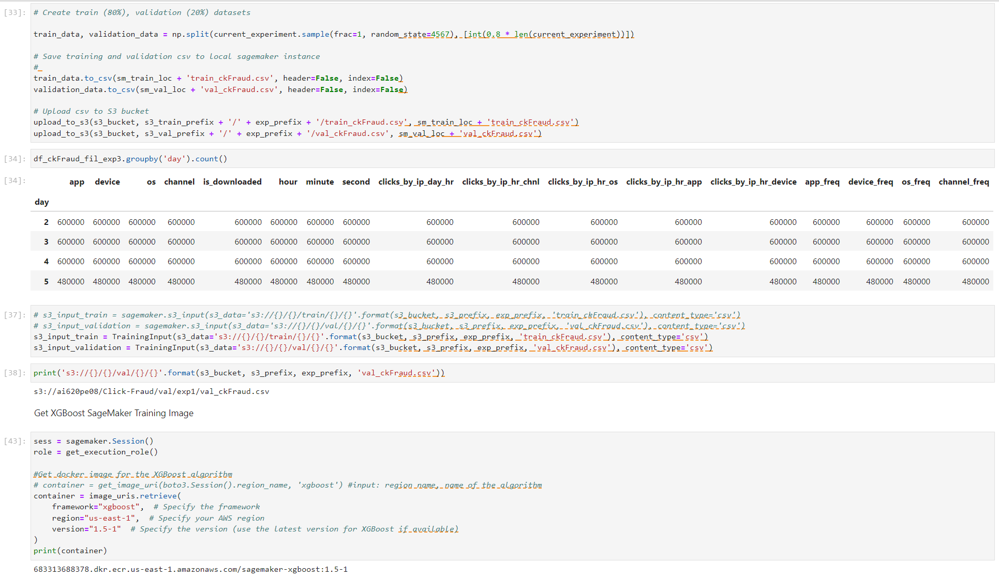 [33]:
# Create train (80%), validation (20%) datasets
train_data, validation_data = np.split(current_experiment.sample(frac=1, random_state=4567), [int(0.8 * len(current_experiment))])
# Save training and validation csv to local sagemaker instance
#
train_data.to_csv(sm_train_loc + 'train_ckFraud.csv', header=False, index=False)
validation_data.to_csv(sm_val_loc + 'val_ckFraud.csv', header=False, index=False)
# Upload csv to S3 bucket
upload_to_s3(s3_bucket, s3_train_prefix + '/' + exp_prefix + '/train_ckFraud.csv', sm_train_loc + 'train_ckFraud.csv')
upload_to_s3(s3_bucket, s3_val_prefix + '/' + exp_prefix + '/val_ckFraud.csv', sm_val_loc + 'val_ckFraud.csv')
[34]: df_ckFraud_fil_exp3.groupby('day').count()
[34]: app device os channel is_downloaded hour minute second clicks_by_ip_day_hr clicks_by_ip_hr_chnl clicks_by_ip_hr_os clicks_by_ip_hr_app clicks_by_ip_hr_device app_freq device_freq os_freq channel_freq
day
2 600000 600000 600000 600000 600000 600000 600000 600000 600000 600000 600000 600000 600000 600000 600000 600000 600000
3 600000 600000 600000 600000 600000 600000 600000 600000 600000 600000 600000 600000 600000 600000 600000 600000 600000
4 600000 600000 600000 600000 600000 600000 600000 600000 600000 600000 600000 600000 600000 600000 600000 600000 600000
5 480000 480000 480000 480000 480000 480000 480000 480000 480000 480000 480000 480000 480000 480000 480000 480000 480000
[37]: # s3_input_train = sagemaker.s3_input(s3_data='s3://{}/{}/train/{}/{}'.format(s3_bucket, s3_prefix, exp_prefix, 'train_ckFraud.csv'), content_type='csv')
# s3_input_validation = sagemaker.s3_input(s3_data='s3://{}/{}/val/{}/{}'.format(s3_bucket, s3_prefix, exp_prefix, 'val_ckFraud.csv'), content_type='csv')
s3_input_train = TrainingInput(s3_data='s3://{}/{}/train/{}/{}'.format(s3_bucket, s3_prefix, exp_prefix, 'train_ckFraud.csv'), content_type='csv')
s3_input_validation = TrainingInput(s3_data='s3://{}/{}/val/{}/{}'.format(s3_bucket, s3_prefix, exp_prefix, 'val_ckFraud.csv'), content_type='csv')
[38]: print('s3://{}/{}/val/{}/{}'.format(s3_bucket, s3_prefix, exp_prefix, 'val_ckFraud.csv'))
s3://ai620pe08/Click-Fraud/val/exp1/val_ckFraud.csv
Get XGBoost SageMaker Training Image
[43]: sess = sagemaker.Session()
role = get_execution_role()
#Get docker image for the XGBoost algorithm
# container = get_image_uri(boto3.Session().region_name, 'xgboost') #input: region name, name of the algorithm
container = image_uris.retrieve(
framework="xgboost", # Specify the framework
region="us-east-1", # Specify your AWS region
version="1.5-1" # Specify the version (use the latest version for XGBoost if available)
)
print(container)
683313688378.dkr.ecr.us-east-1.amazonaws.com/sagemaker-xgboost:1.5-1